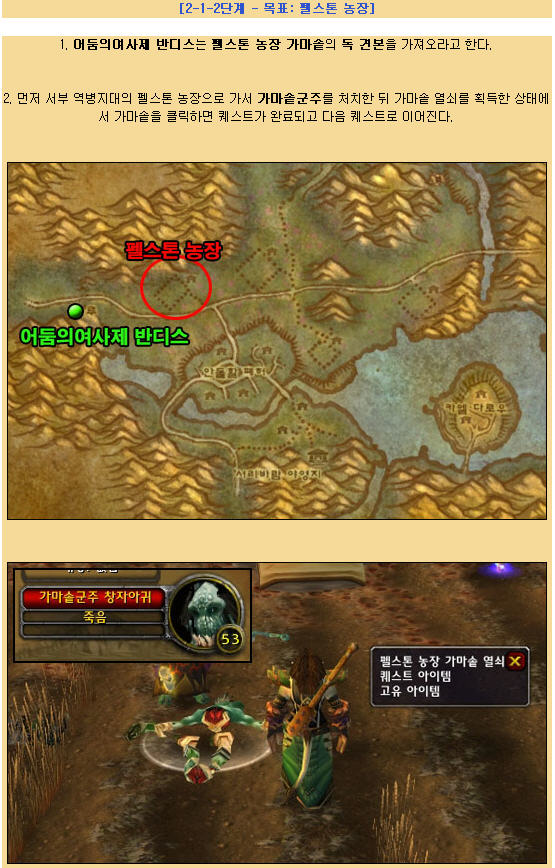 [2-1-2단계 - 목표: 펠스톤 농장]
1. 어둠의여사제 반디스는 펠스톤 농장 가마솥의 독 견본을 가져오라고 한다.
2. 먼저 서부 역병지대의 펠스톤 농장으로 가서 가마솥군주를 처치한 뒤 가마솥 열쇠를 획득한 상태에
서 가마솥을 클릭하면 퀘스트가 완료되고 다음 퀘스트로 이어진다.
펠스톤 농장
어둠의여사제 반디스
안돌할 폐허
카엘 다로우
서리바람 야영지
가마솥군주 창자아귀
죽음
53
펠스톤 농장 가마솥 열쇠
퀘스트 아이템
고유 아이템